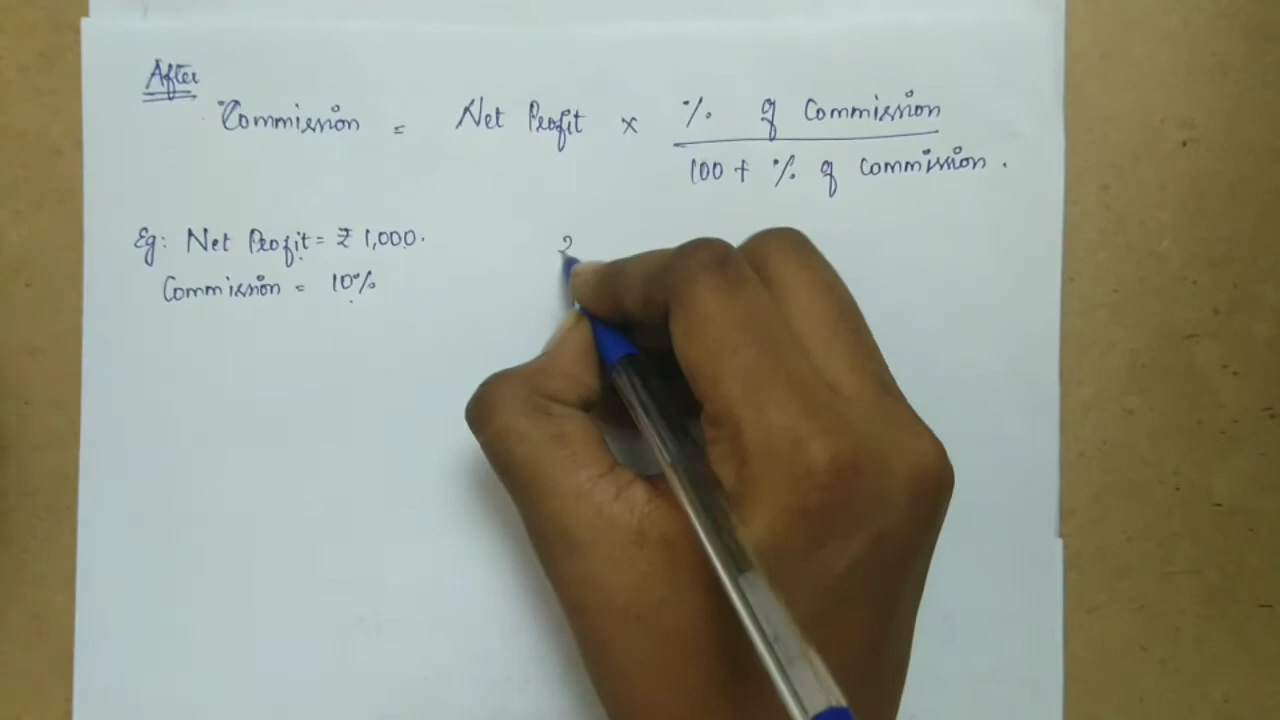 After
Commission = Net Profit × % of Commission
100 + % of Commission.
Eg: Net Profit = ₹ 1,000.
Commission = 10%